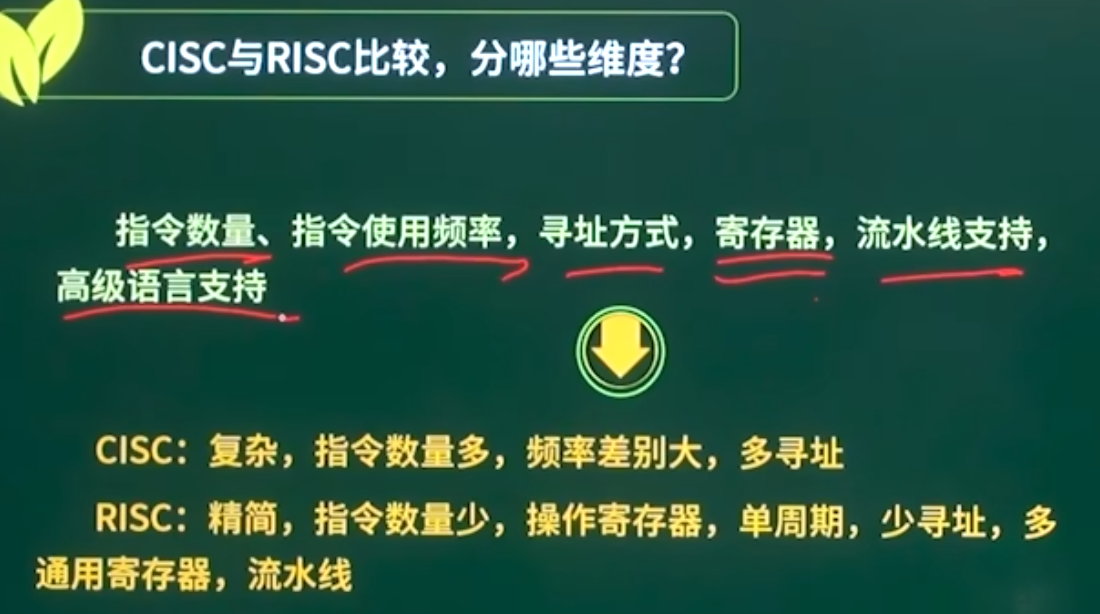 CISC与RISC比较，分哪些维度？
指令数量、指令使用频率，寻址方式，寄存器，流水线支持，
高级语言支持
CISC：复杂，指令数量多，频率差别大，多寻址
RISC：精简，指令数量少，操作寄存器，单周期，少寻址，多
通用寄存器，流水线